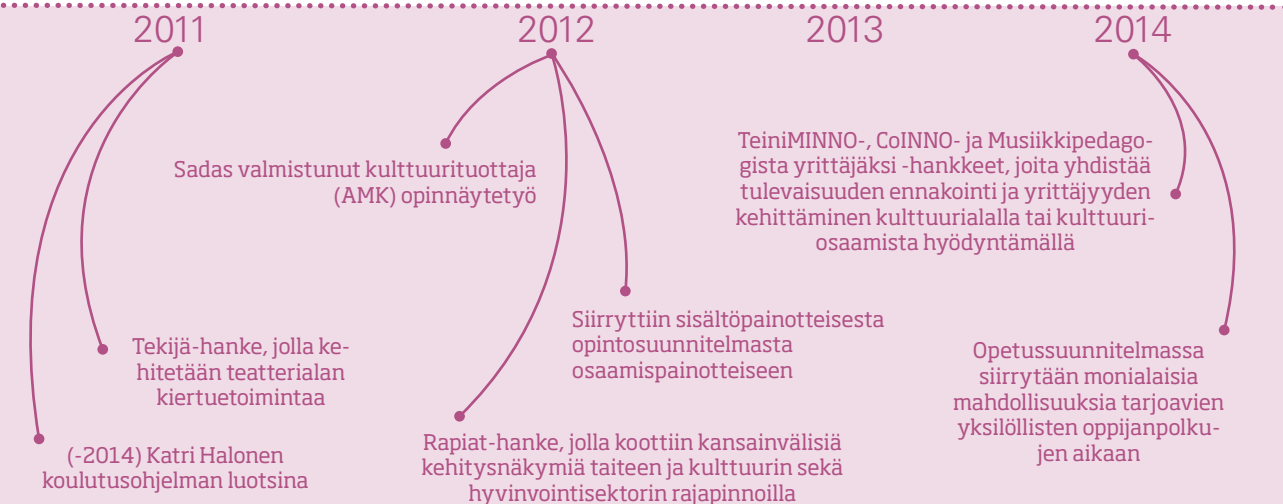 2011
2012
2013
2014
Sadas valmistunut kulttuurituottaja
(AMK) opinnäytetyö
TeiniMINNO-, CoINNO- ja Musiikkipedago-
gista yrittäjäksi -hankkeet, joita yhdistää
tulevaisuuden ennakointi ja yrittäjyyden
kehittäminen kulttuurialalla tai kulttuuri-
osaamista hyödyntämällä
Tekijä-hanke, jolla ke-
hitetään teatterialan
kiertuetoimintaa
Siirryttiin sisältöpainotteisesta
opintosuunnitelmasta
osaamispainotteiseen
Opetussuunnitelmassa
siirrytään monialaisia
mahdollisuuksia tarjoavien
yksilöllisten oppijanpolku-
jen aikaan
(-2014) Katri Halonen
koulutusohjelman luotsina
Rapiat-hanke, jolla koottiin kansainvälisiä
kehitysnäkymiä taiteen ja kulttuurin sekä
hyvinvointisektorin rajapinnoilla